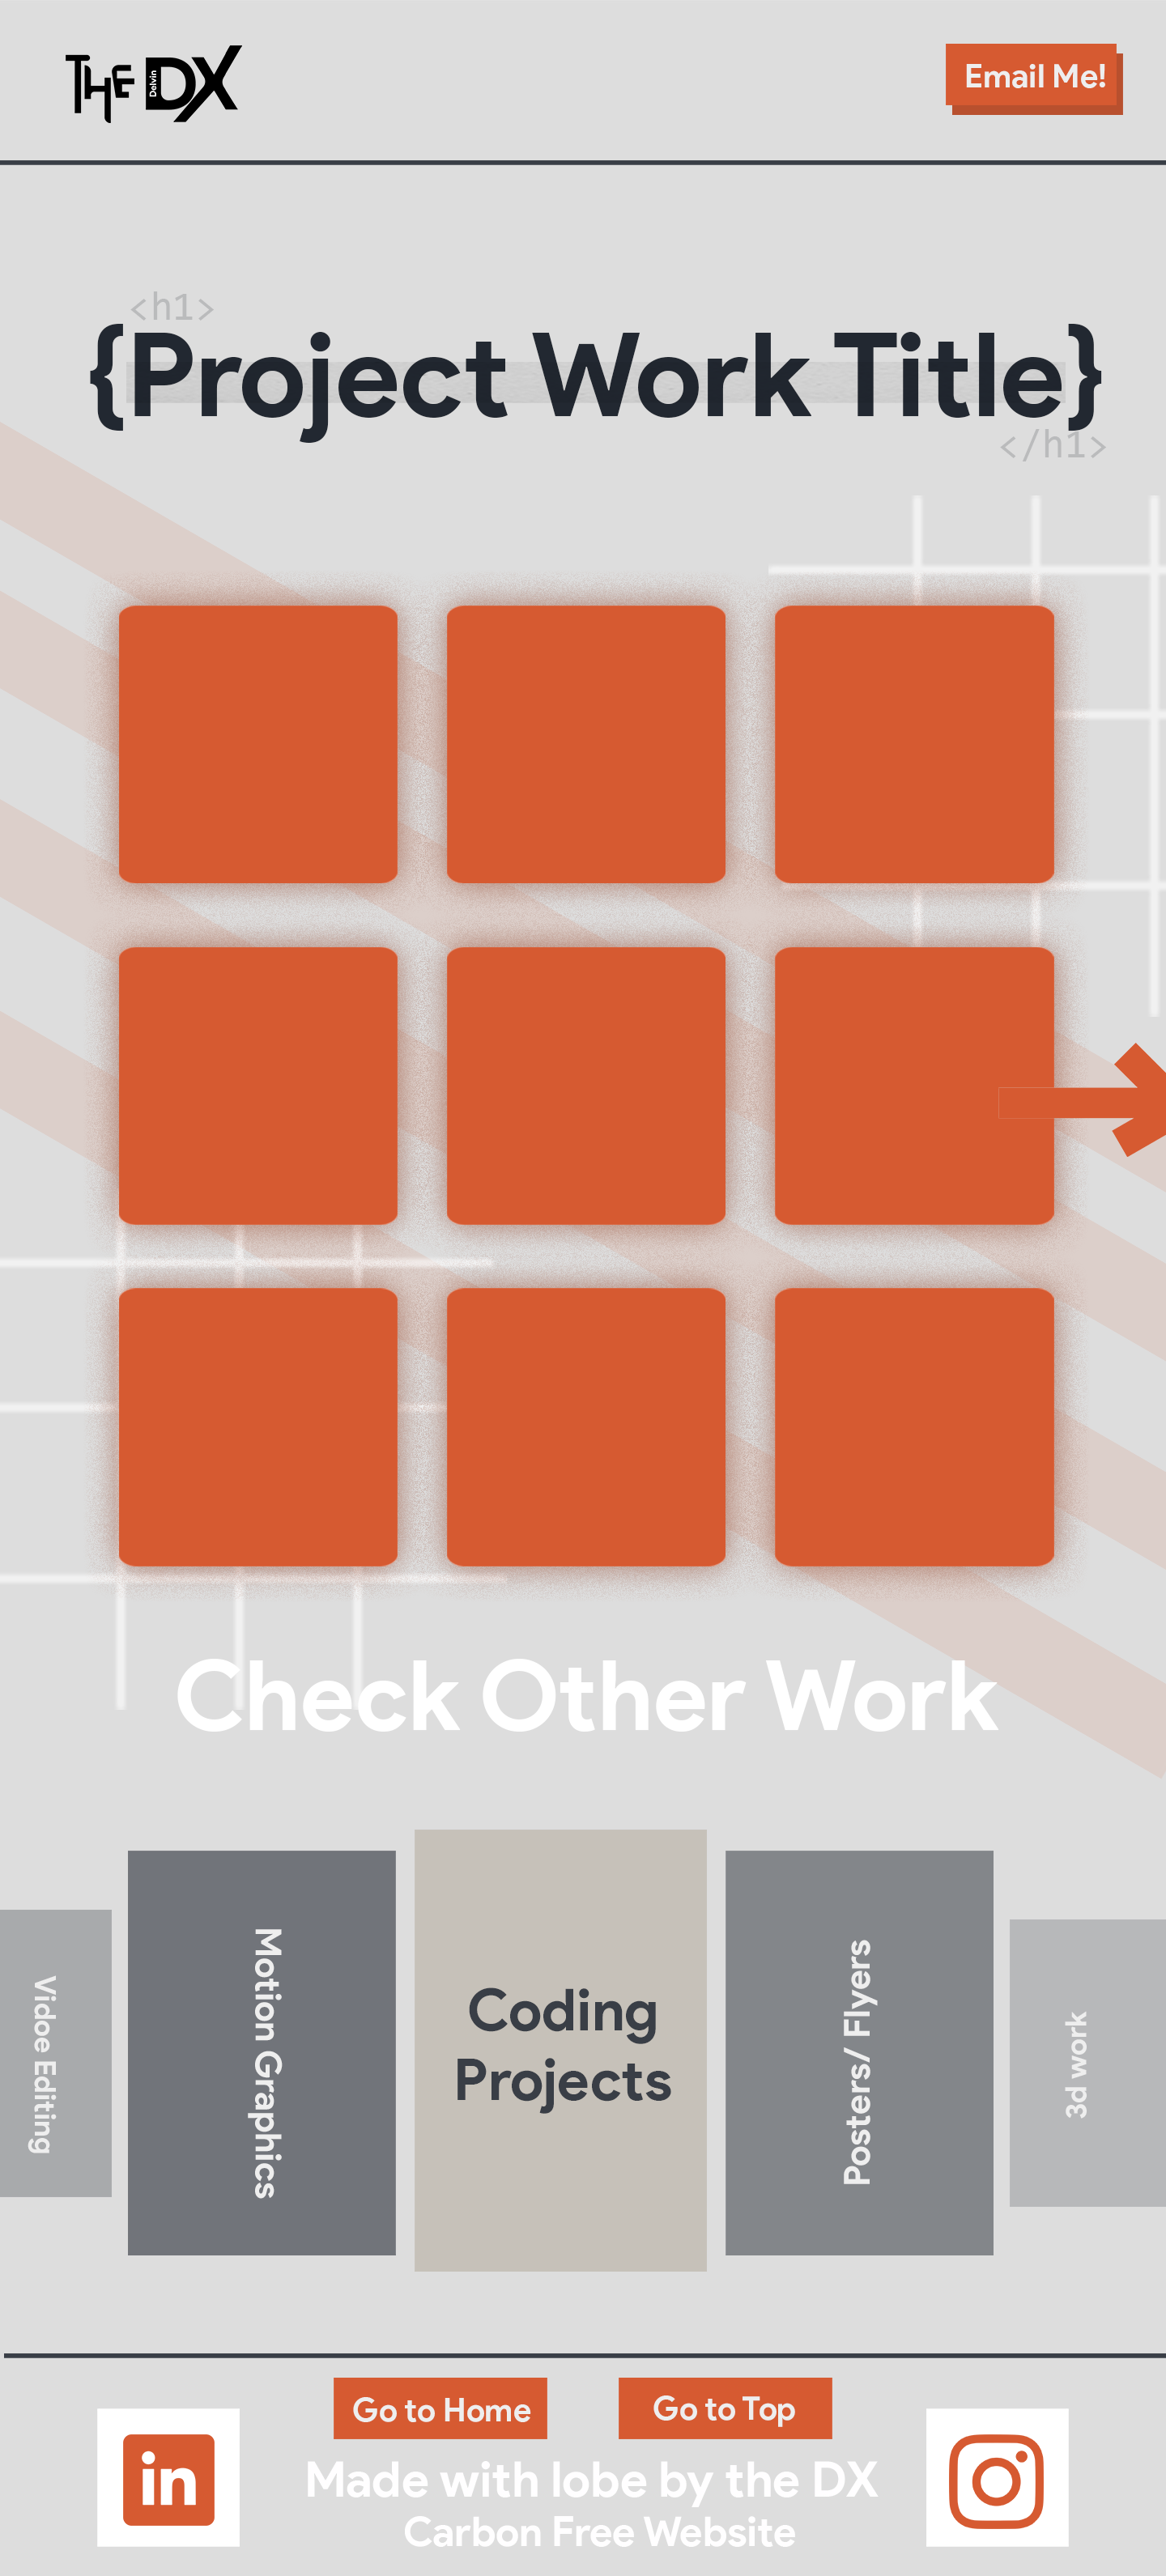 THE Delvin DX
Email Me!
<h1>
{Project Work Title}
</h1>
Check Other Work
Vidoe Editing
Motion Graphics
Coding
Projects
Posters/ Flyers
3d work
Go to Home
Go to Top
in
Made with lobe by the DX
Carbon Free Website